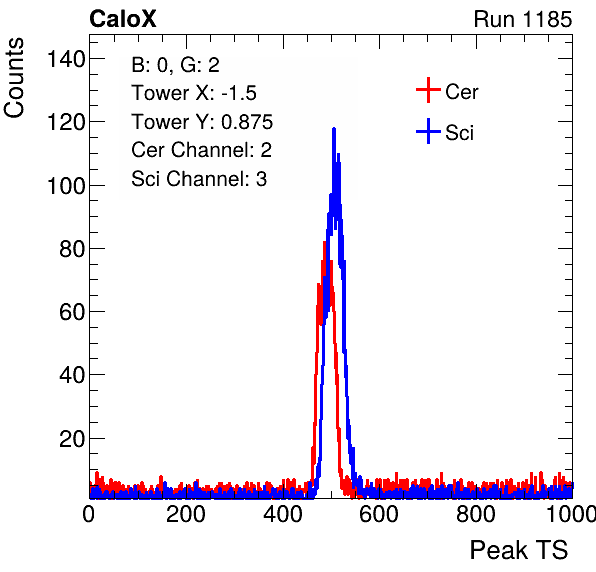 CaloX Run 1185
Counts
140
120
100
80
60
40
20
B: 0, G: 2
Tower X: -1.5
Tower Y: 0.875
Cer Channel: 2
Sci Channel: 3
Cer
Sci
0 200 400 600 800 1000
Peak TS